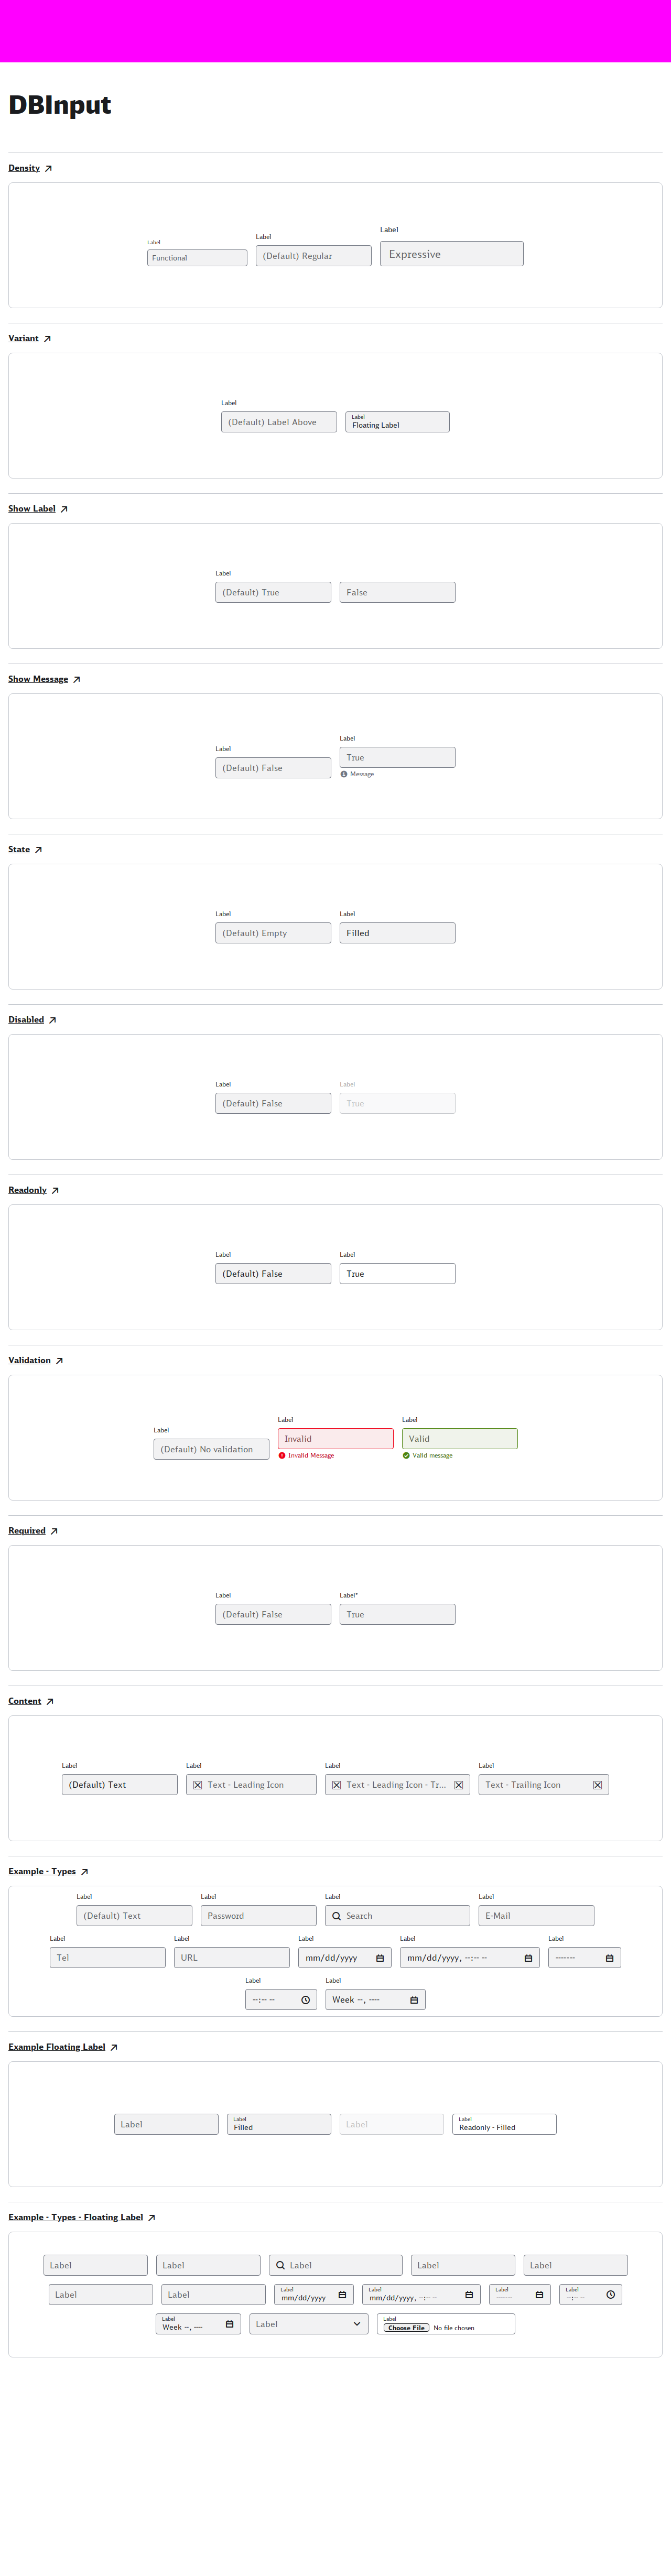 DBInput
Density
Label Label Label
Functional (Default) Regular Expressive
Variant
Label Label
(Default) Label Above Floating Label
Show Label
Label
(Default) True False
Show Message
Label Label
(Default) False True
Message
State
Label Label
(Default) Empty Filled
Disabled
Label Label
(Default) False True
Readonly
Label Label
(Default) False True
Validation
Label Label Label
(Default) No validation Invalid Valid
Invalid Message Valid message
Required
Label Label*
(Default) False True
Content
Label Label Label Label
(Default) Text Text - Leading Icon Text - Leading Icon - Tr... Text - Trailing Icon
Example - Types
Label Label Label Label
(Default) Text Password Search E-Mail
Label Label Label Label Label
Tel URL mm/dd/yyyy mm/dd/yyyy, --:-- -- -------
Label Label
--:-- -- Week --, ----
Example Floating Label
Label Label Filled Label Label Readonly - Filled
Example - Types - Floating Label
Label Label Label Label Label
Label Label Label mm/dd/yyyy Label mm/dd/yyyy, --:-- -- Label ------- Label --:-- --
Label Week --, ---- Label Label Choose File No file chosen